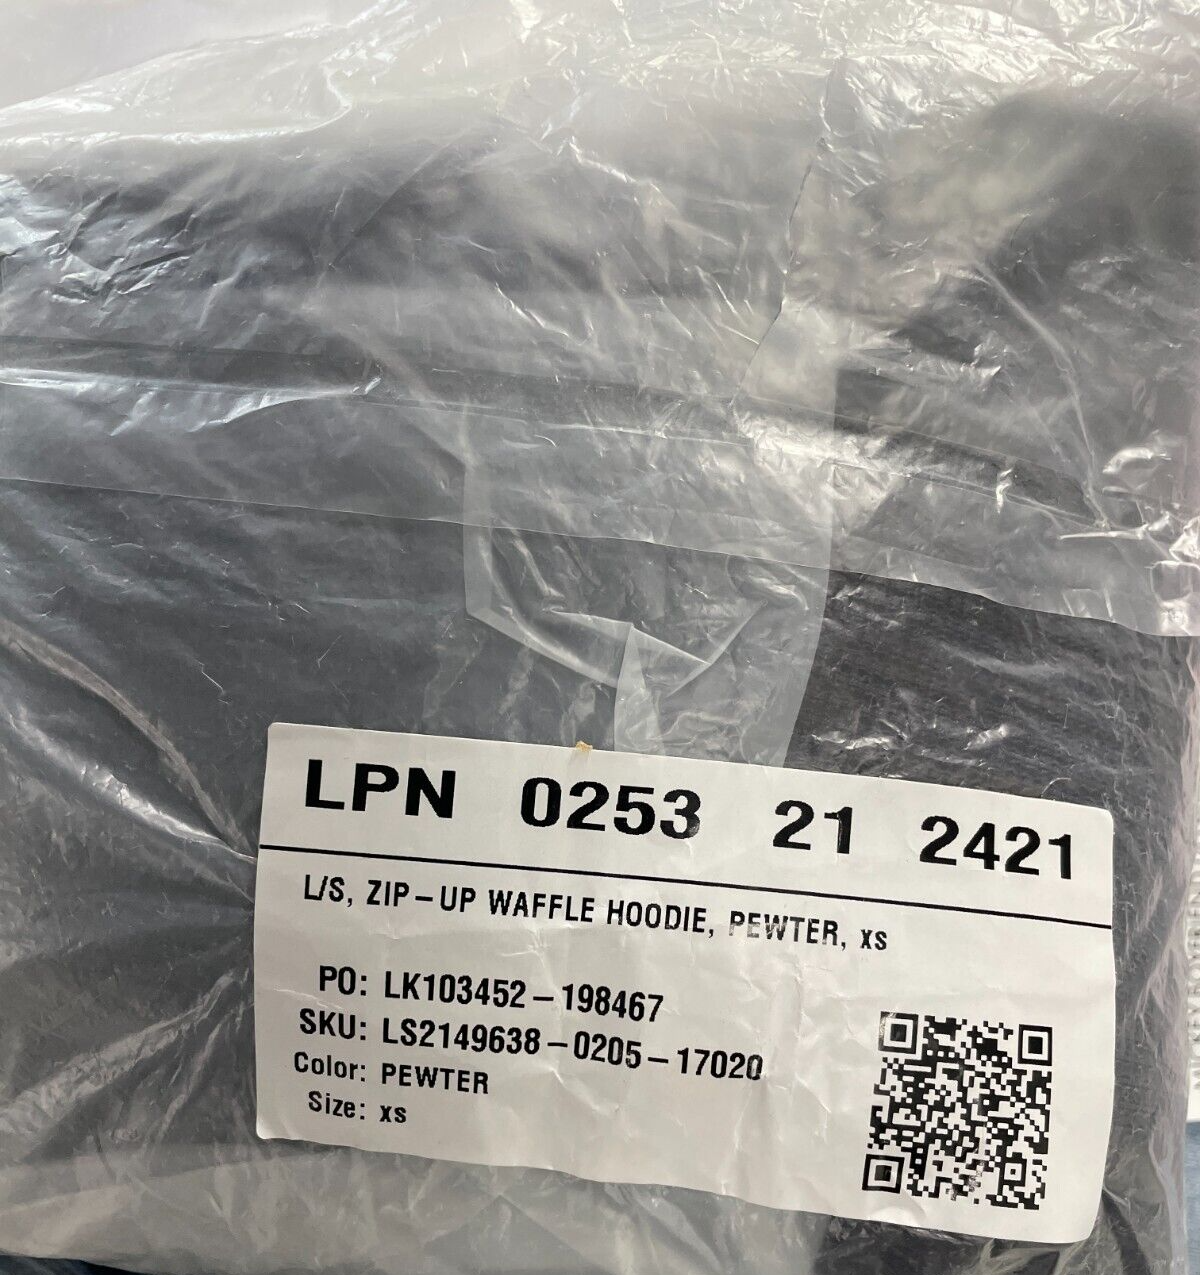 LPN 0253 21 2421
L/S, ZIP-UP WAFFLE HOODIE, PEWTER, XS
PO: LK103452-198467
SKU: LS2149638-0205-17020
Color: PEWTER
Size: XS